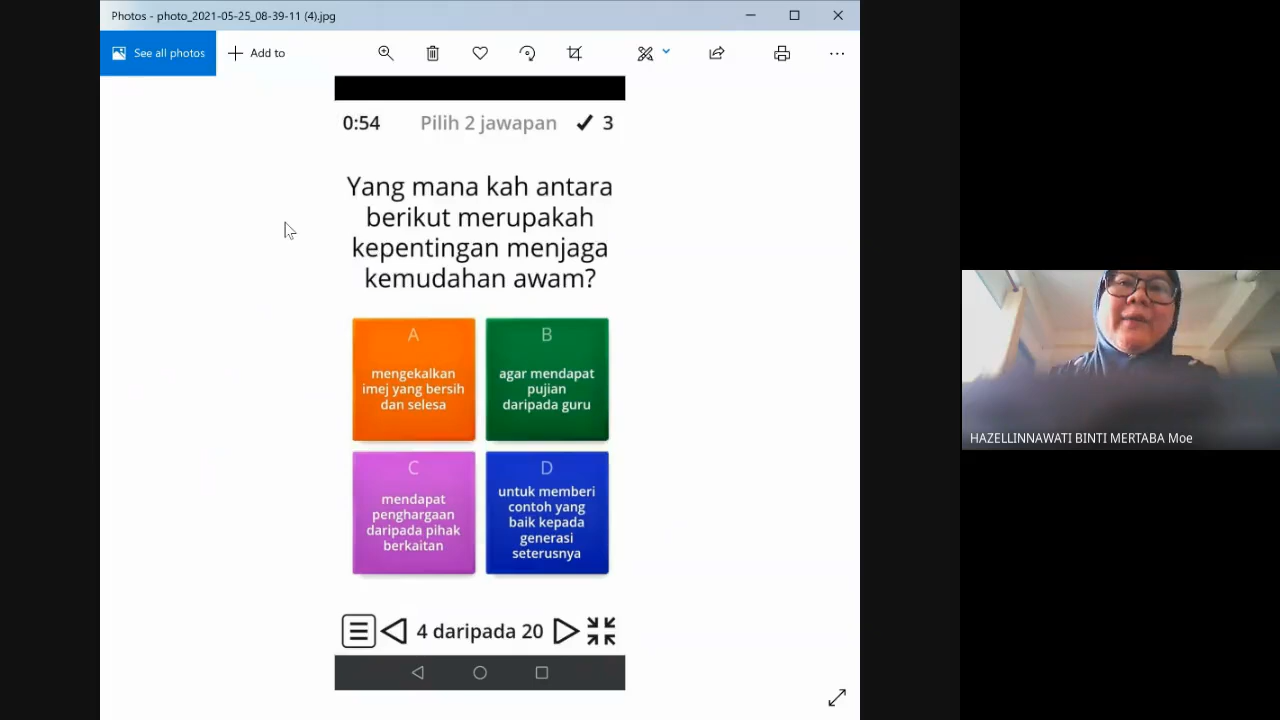 Photos - photo_2021-05-25_08-39-11 (4).jpg
See all photos
Add to
0:54 Pilih 2 jawapan ✓ 3
Yang mana kah antara
berikut merupakah
kepentingan menjaga
kemudahan awam?
A
mengekalkan
imej yang bersih
dan selesa
B
agar mendapat
pujian
daripada guru
C
mendapat
penghargaan
daripada pihak
berkaitan
D
untuk memberi
contoh yang
baik kepada
generasi
seterusnya
4 daripada 20
HAZELLINNAWATI BINTI MERTABA Moe